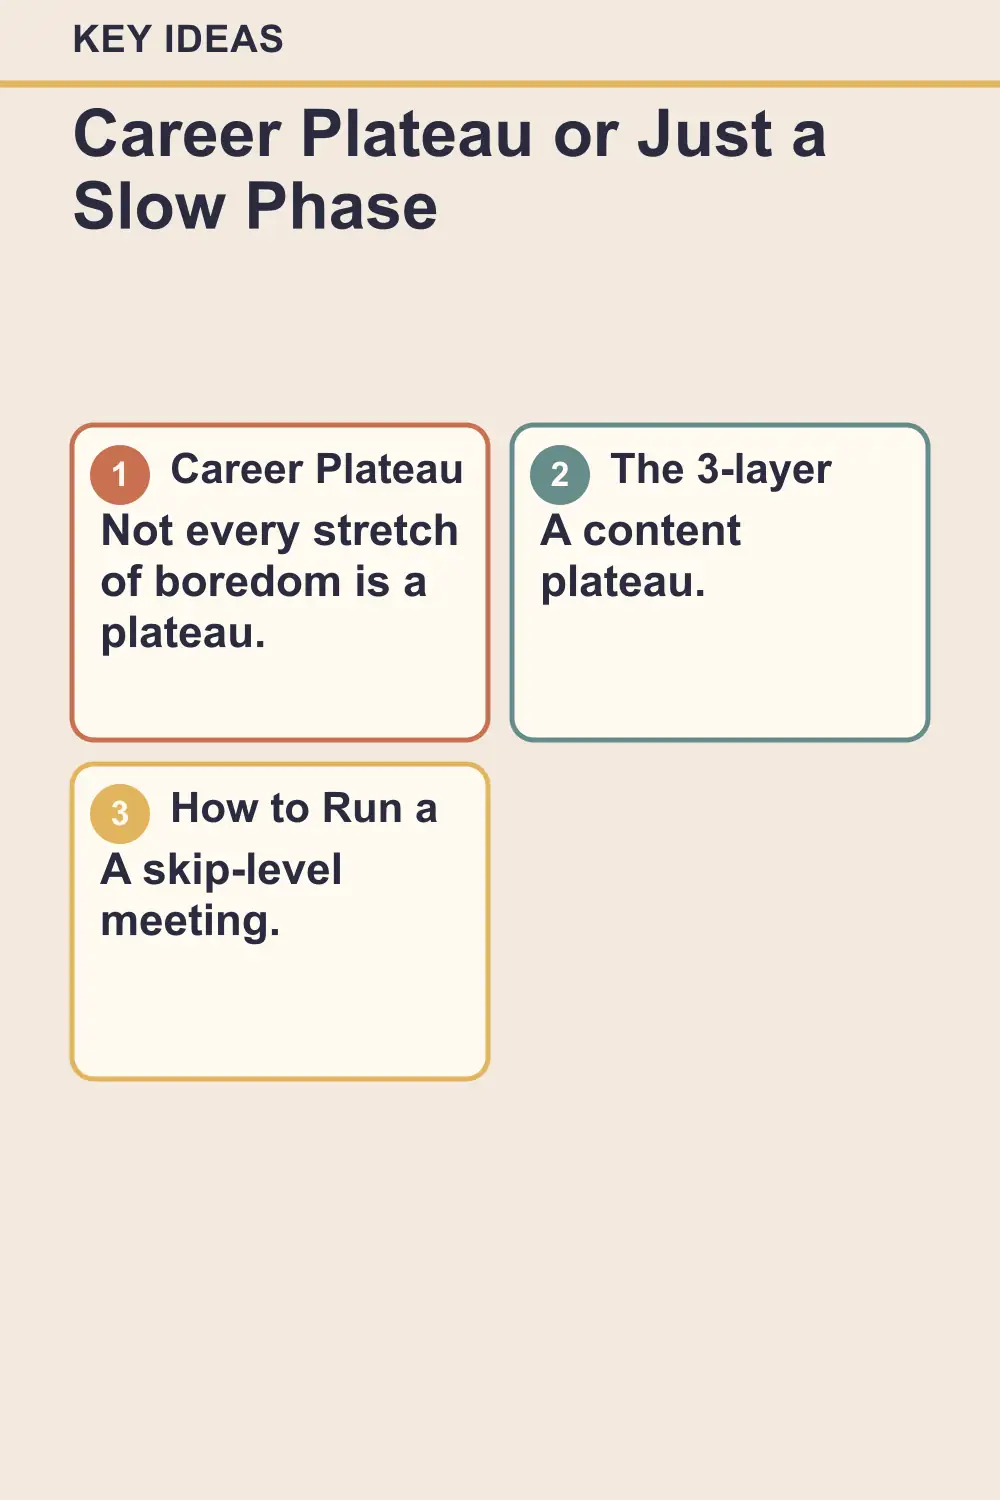 KEY IDEAS
Career Plateau or Just a
Slow Phase
1 Career Plateau
Not every stretch
of boredom is a
plateau.
2 The 3-layer
A content
plateau.
3 How to Run a
A skip-level
meeting.